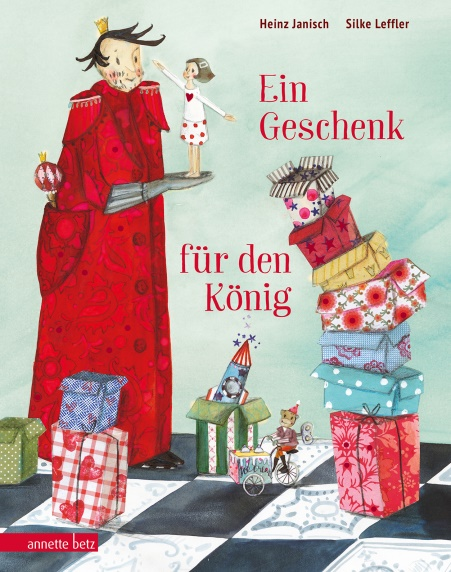 Heinz Janisch Silke Leffler
Ein
Geschenk
für den
König
annette betz